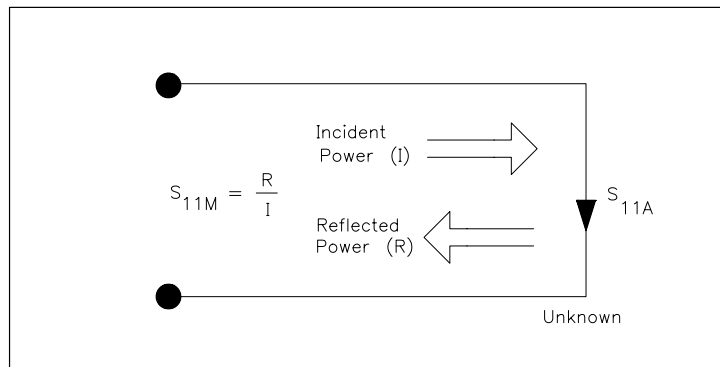 Incident
Power (I)
S11M = R
I
S11A
Reflected
Power (R)
Unknown